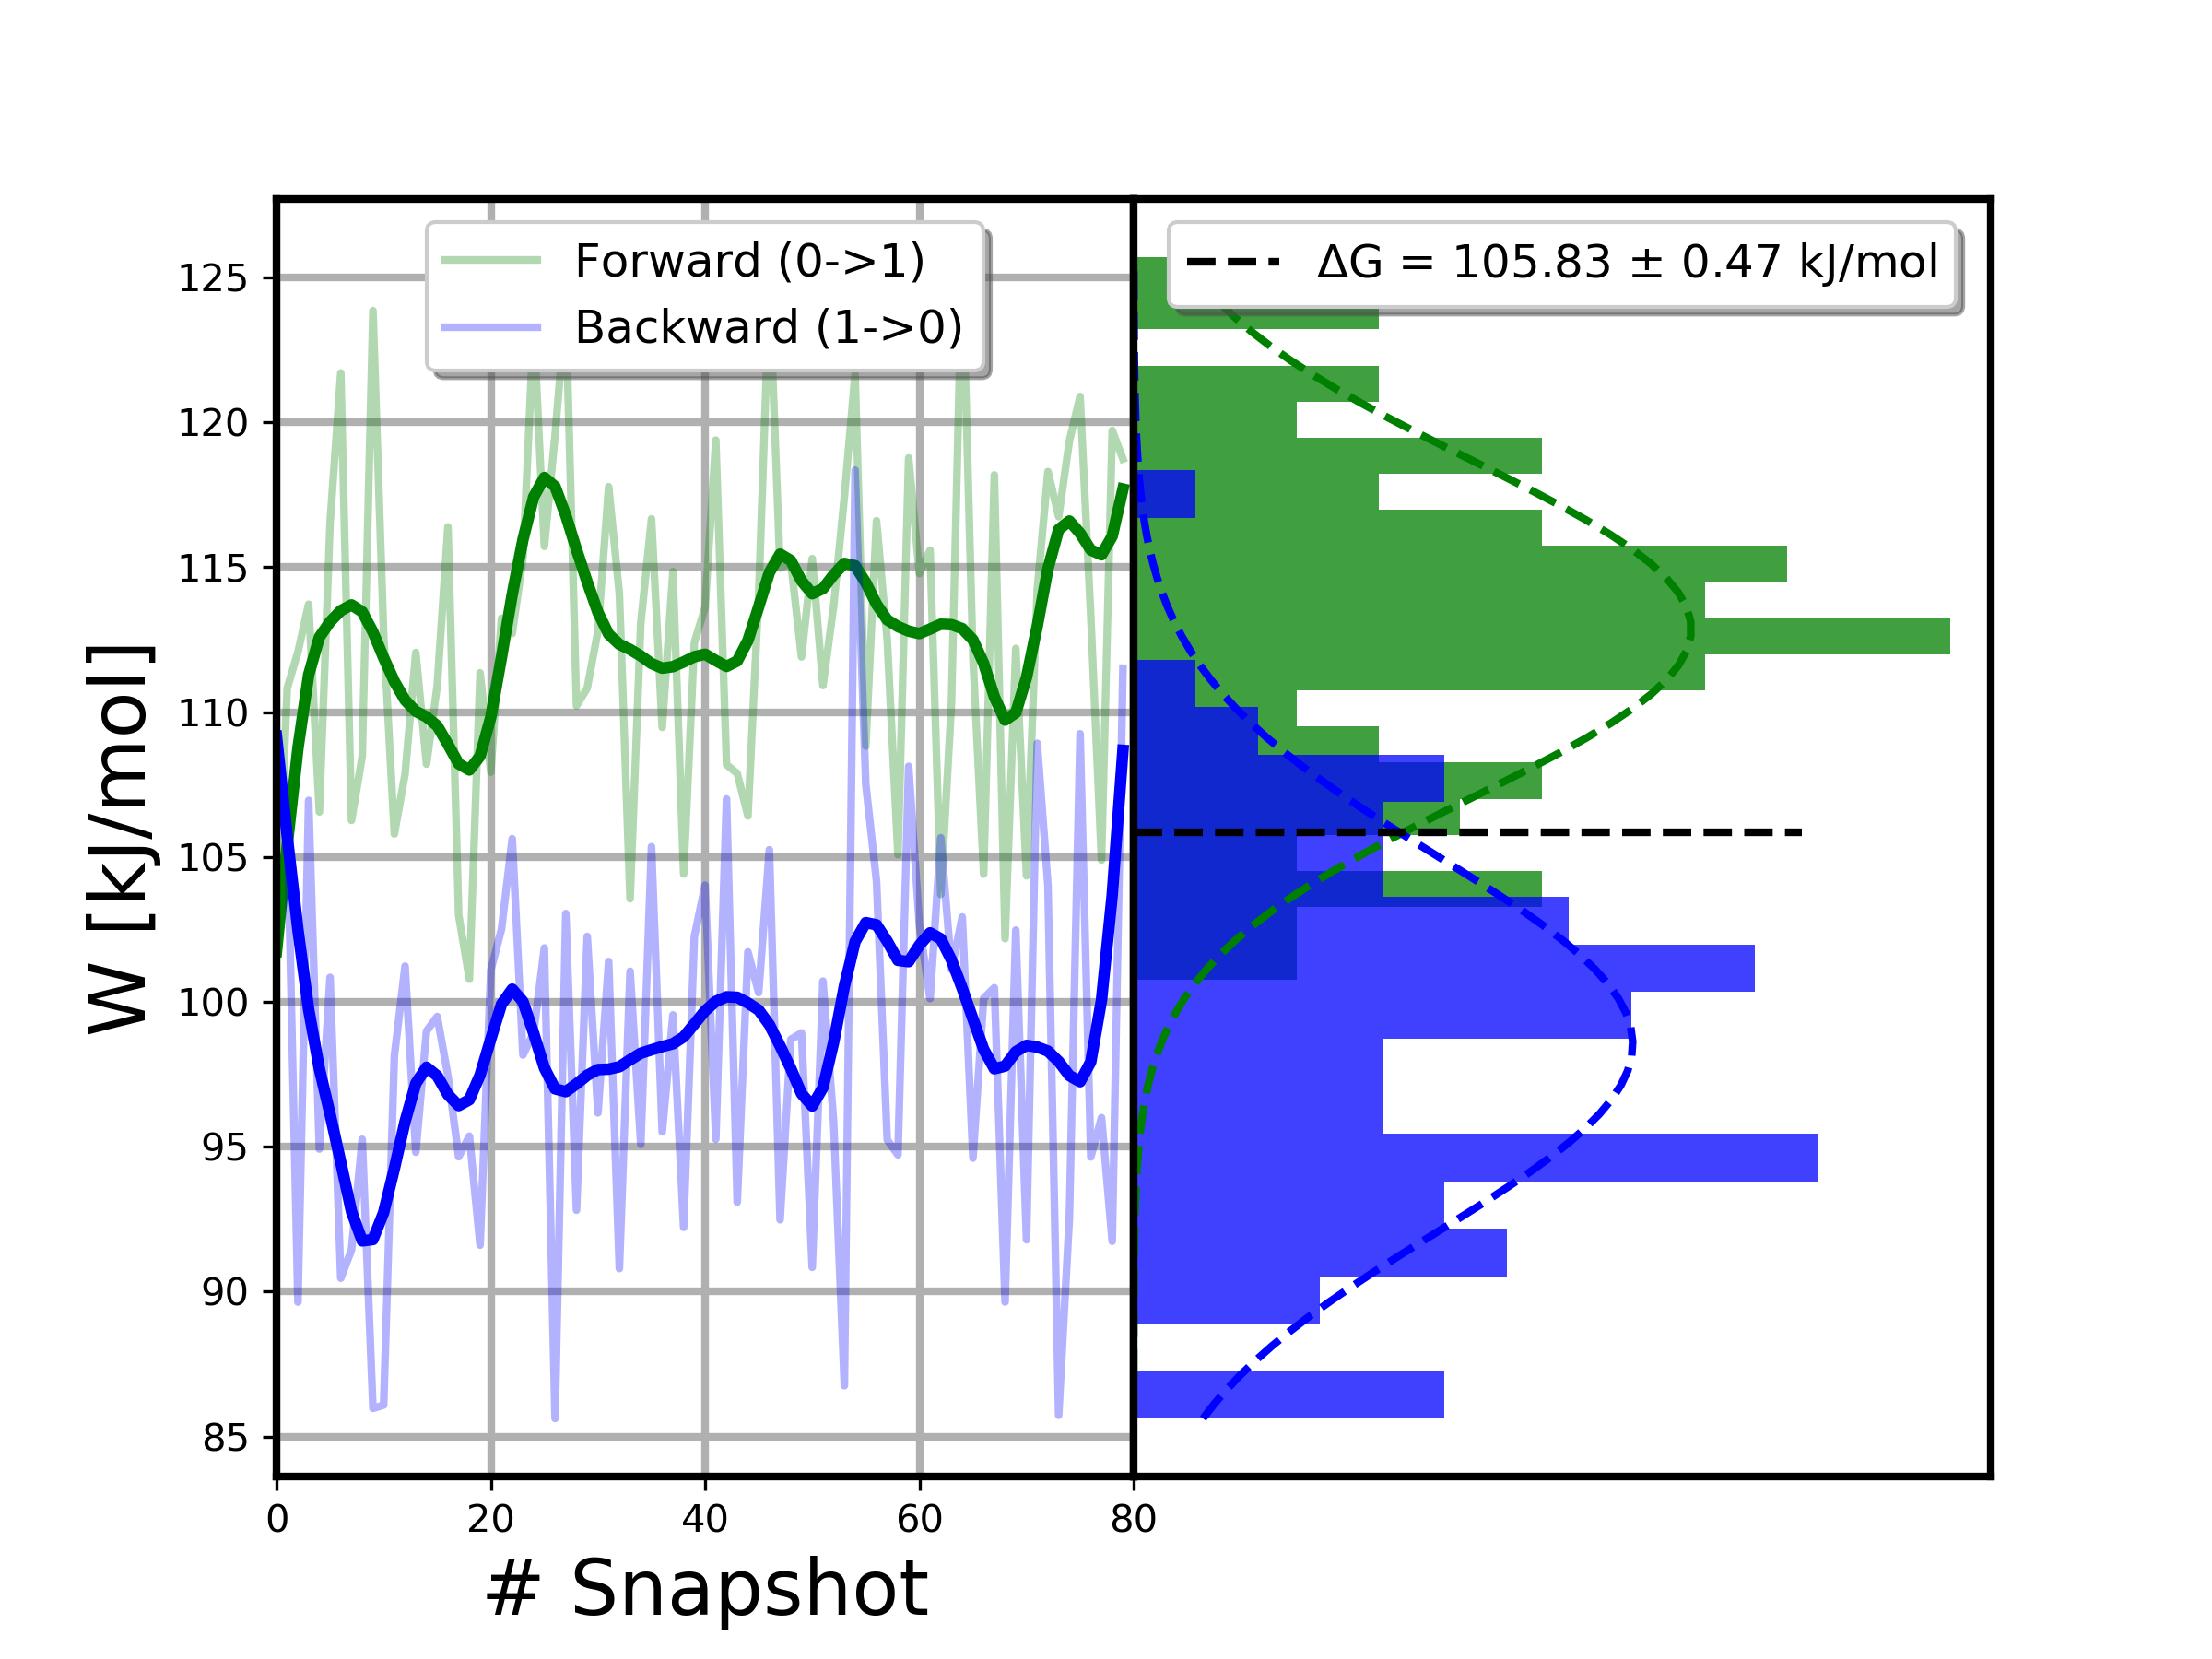 Forward (0->1)
Backward (1->0)
ΔG = 105.83 ± 0.47 kJ/mol
125
120
115
110
105
100
95
90
85
W [kJ/mol]
0 20 40 60 80
# Snapshot